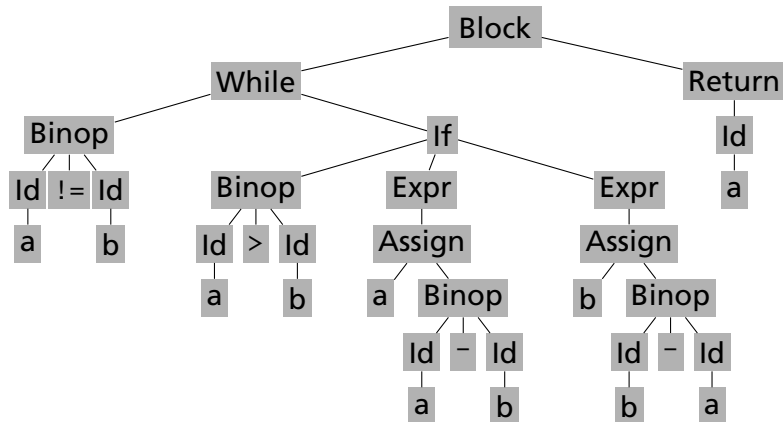 Block
While Return
Binop If Id
Id != Id Binop Expr Expr a
a b Id > Id Assign Assign
a b a Binop b Binop
Id - Id Id - Id
a b b a